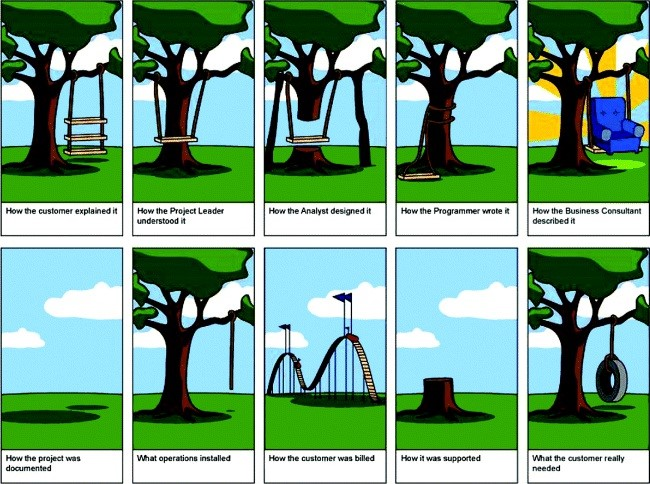 How the customer explained it
How the Project Leader
understood it
How the Analyst designed it
How the Programmer wrote it
How the Business Consultant
described it
How the project was
documented
What operations installed
How the customer was billed
How it was supported
What the customer really
needed